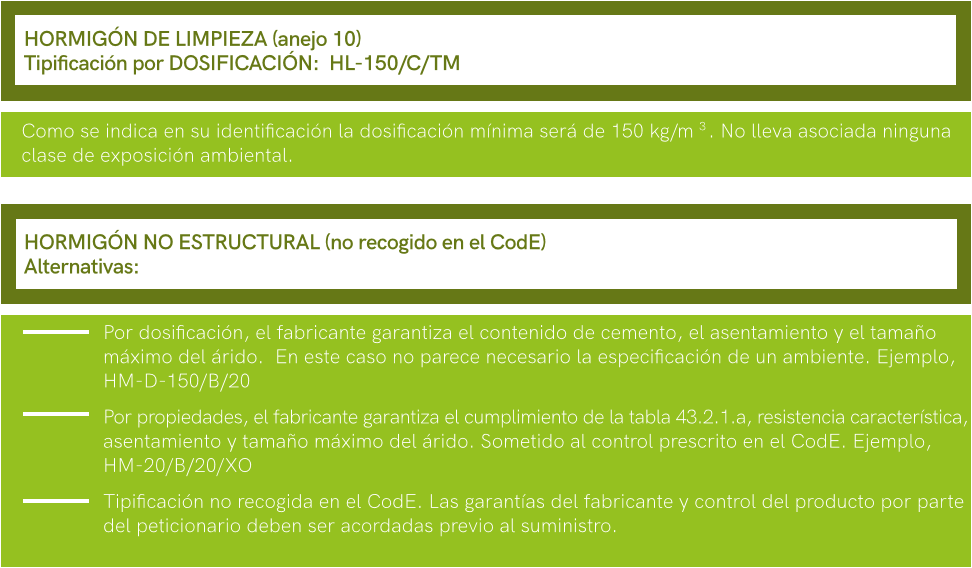 HORMIGÓN DE LIMPIEZA (anejo 10)
Tipificación por DOSIFICACIÓN: HL-150/C/TM
Como se indica en su identificación la dosificación mínima será de 150 kg/m ³. No lleva asociada ninguna
clase de exposición ambiental.
HORMIGÓN NO ESTRUCTURAL (no recogido en el CodE)
Alternativas:
Por dosificación, el fabricante garantiza el contenido de cemento, el asentamiento y el tamaño
máximo del árido. En este caso no parece necesario la especificación de un ambiente. Ejemplo,
HM-D-150/B/20
Por propiedades, el fabricante garantiza el cumplimiento de la tabla 43.2.1.a, resistencia característica,
asentamiento y tamaño máximo del árido. Sometido al control prescrito en el CodE. Ejemplo,
HM-20/B/20/XO
Tipificación no recogida en el CodE. Las garantías del fabricante y control del producto por parte
del peticionario deben ser acordadas previo al suministro.